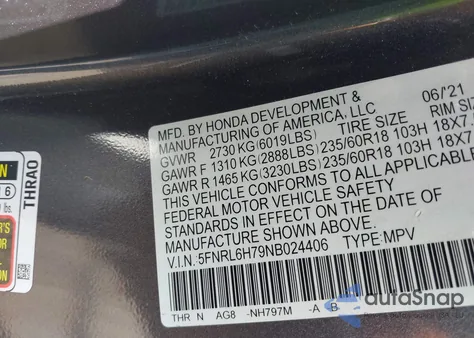 MFD. BY HONDA DEVELOPMENT & 06/21
MANUFACTURING OF AMERICA, LLC
GVWR 2730 KG (6019LBS) TIRE SIZE RIM SI
GAWR F 1310 KG (2888LBS) 235/60R18 103H 18X7.
GAWR R 1465 KG (3230LBS) 235/60R18 103H 18X7.
THIS VEHICLE CONFORMS TO ALL APPLICABLE
FEDERAL MOTOR VEHICLE SAFETY
STANDARDS IN EFFECT ON THE DATE OF
MANUFACTURE SHOWN ABOVE.
V.I.N. 5FNRL6H79NB024406 TYPE: MPV
THR N AG8 -NH797M -A B
THRAO
6
lbs.
autoSnap